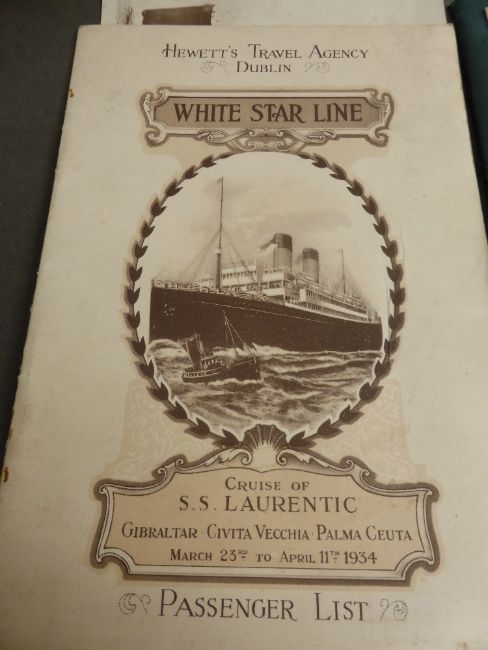 HEWETT'S TRAVEL AGENCY
DUBLIN
WHITE STAR LINE
CRUISE OF
S.S. LAURENTIC
GIBRALTAR · CIVITA VECCHIA · PALMA CEUTA
MARCH 23RD TO APRIL 11TH 1934
PASSENGER LIST